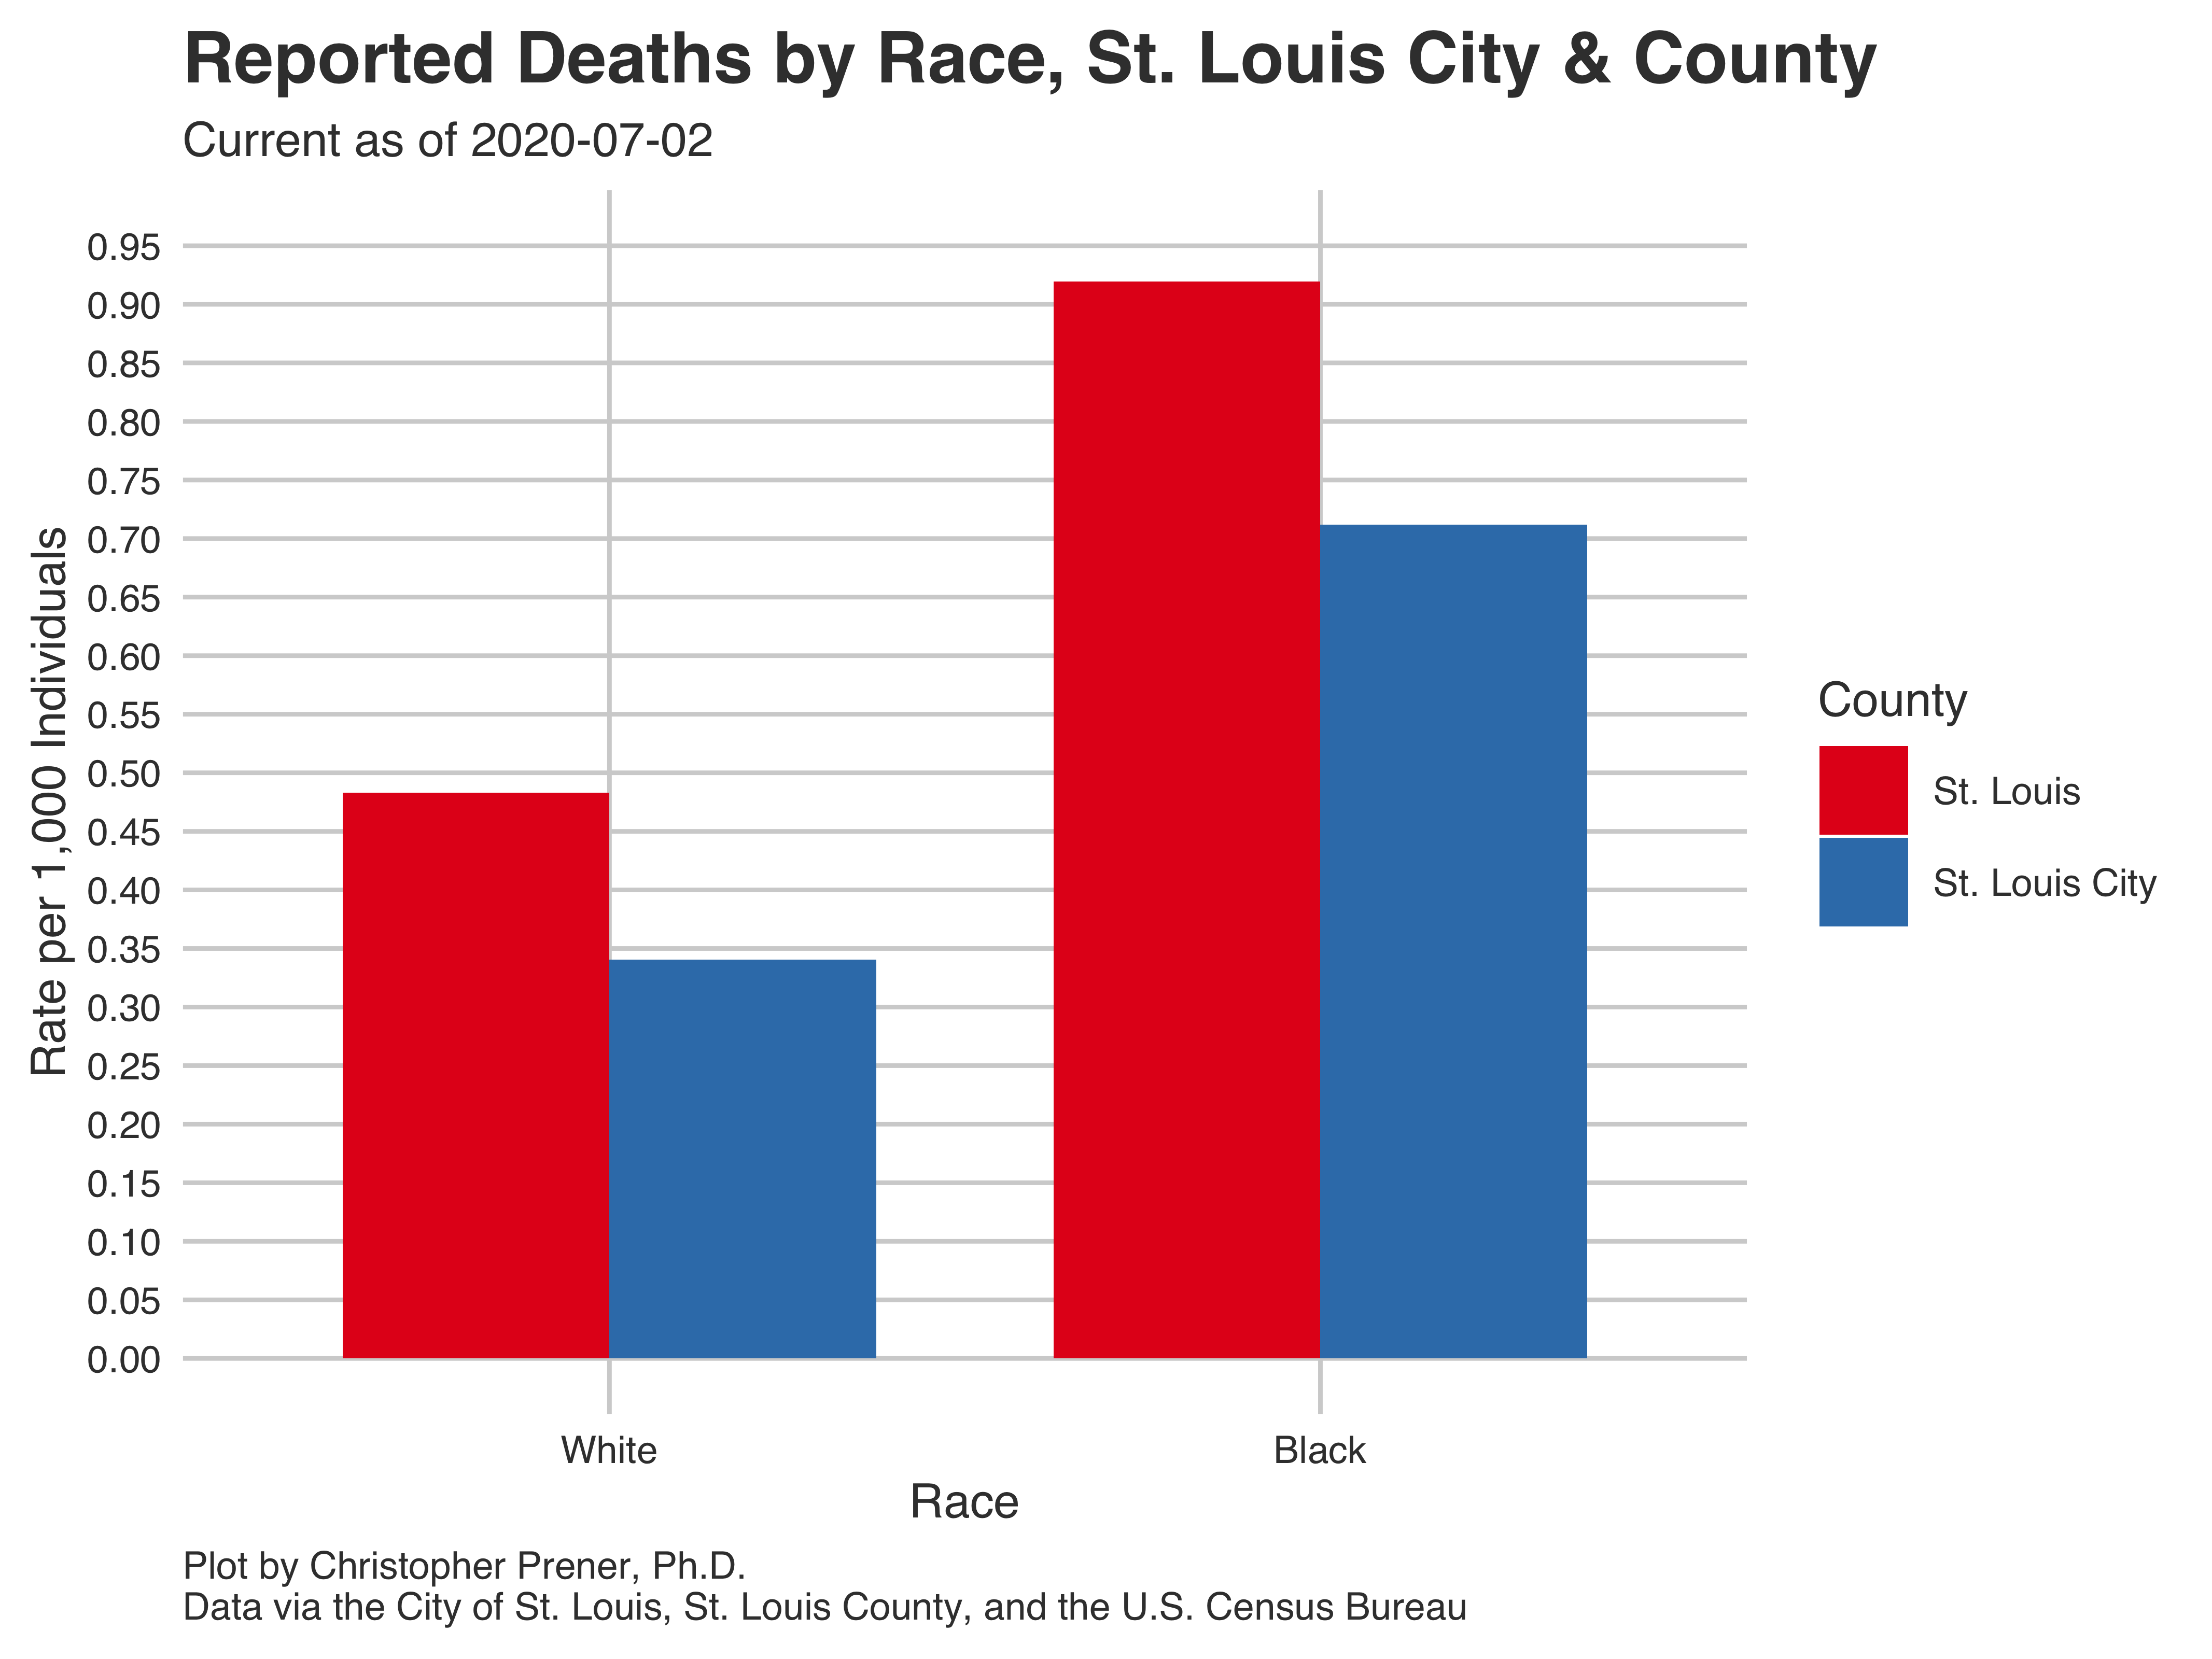 Reported Deaths by Race, St. Louis City & County
Current as of 2020-07-02
0.95
0.90
0.85
0.80
0.75
0.70
0.65
0.60
0.55
0.50
0.45
0.40
0.35
0.30
0.25
0.20
0.15
0.10
0.05
0.00
Rate per 1,000 Individuals
White
Black
Race
County
St. Louis
St. Louis City
Plot by Christopher Prener, Ph.D.
Data via the City of St. Louis, St. Louis County, and the U.S. Census Bureau